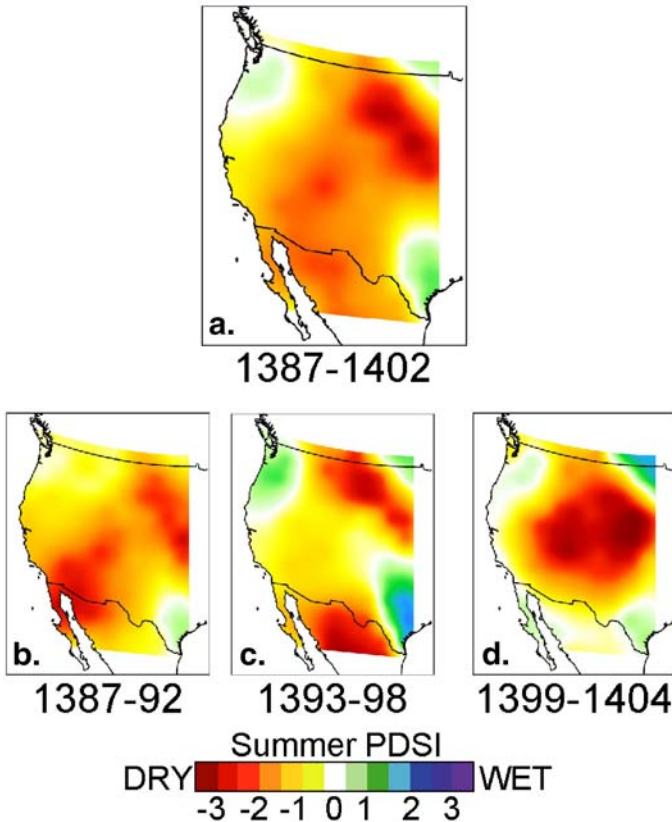 a.
1387-1402
b.
c.
d.
1387-92
1393-98
1399-1404
Summer PDSI
DRY
WET
-3 -2 -1 0 1 2 3